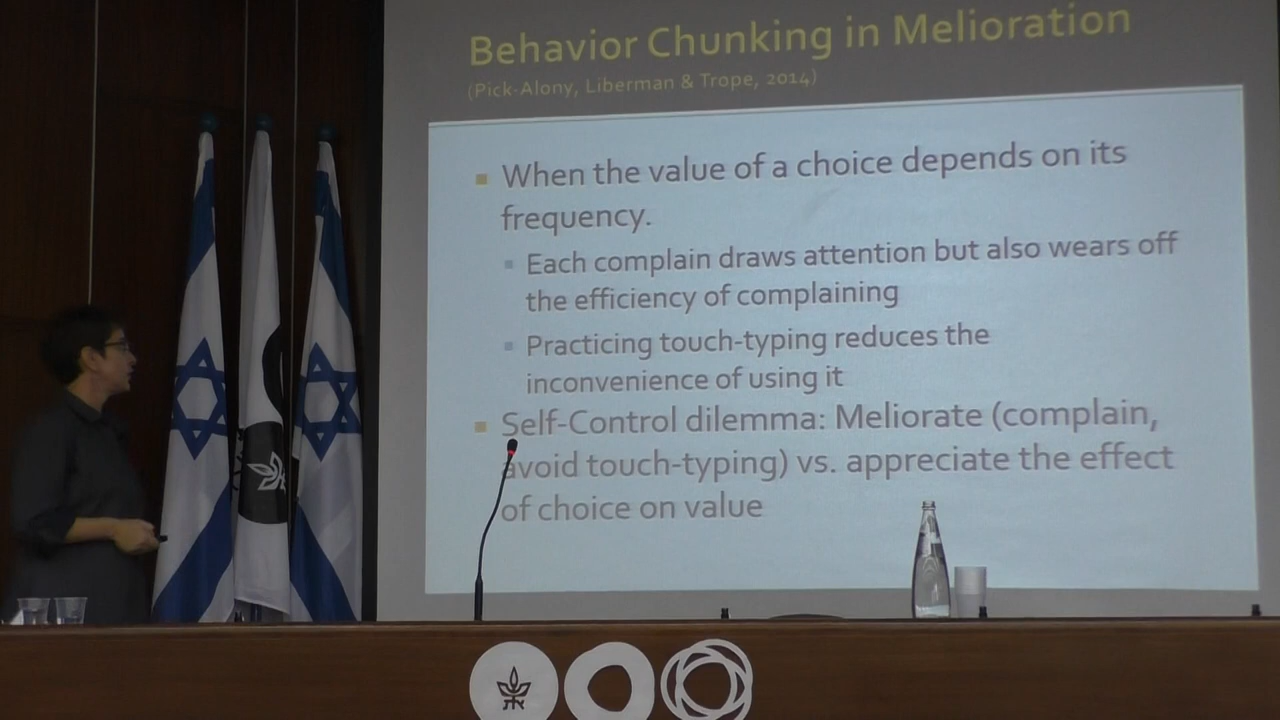 Behavior Chunking in Melioration
(Pick-Alony, Liberman & Trope, 2014)
When the value of a choice depends on its
frequency.
Each complain draws attention but also wears off
the efficiency of complaining
Practicing touch-typing reduces the
inconvenience of using it
Self-Control dilemma: Meliorate (complain,
avoid touch-typing) vs. appreciate the effect
of choice on value